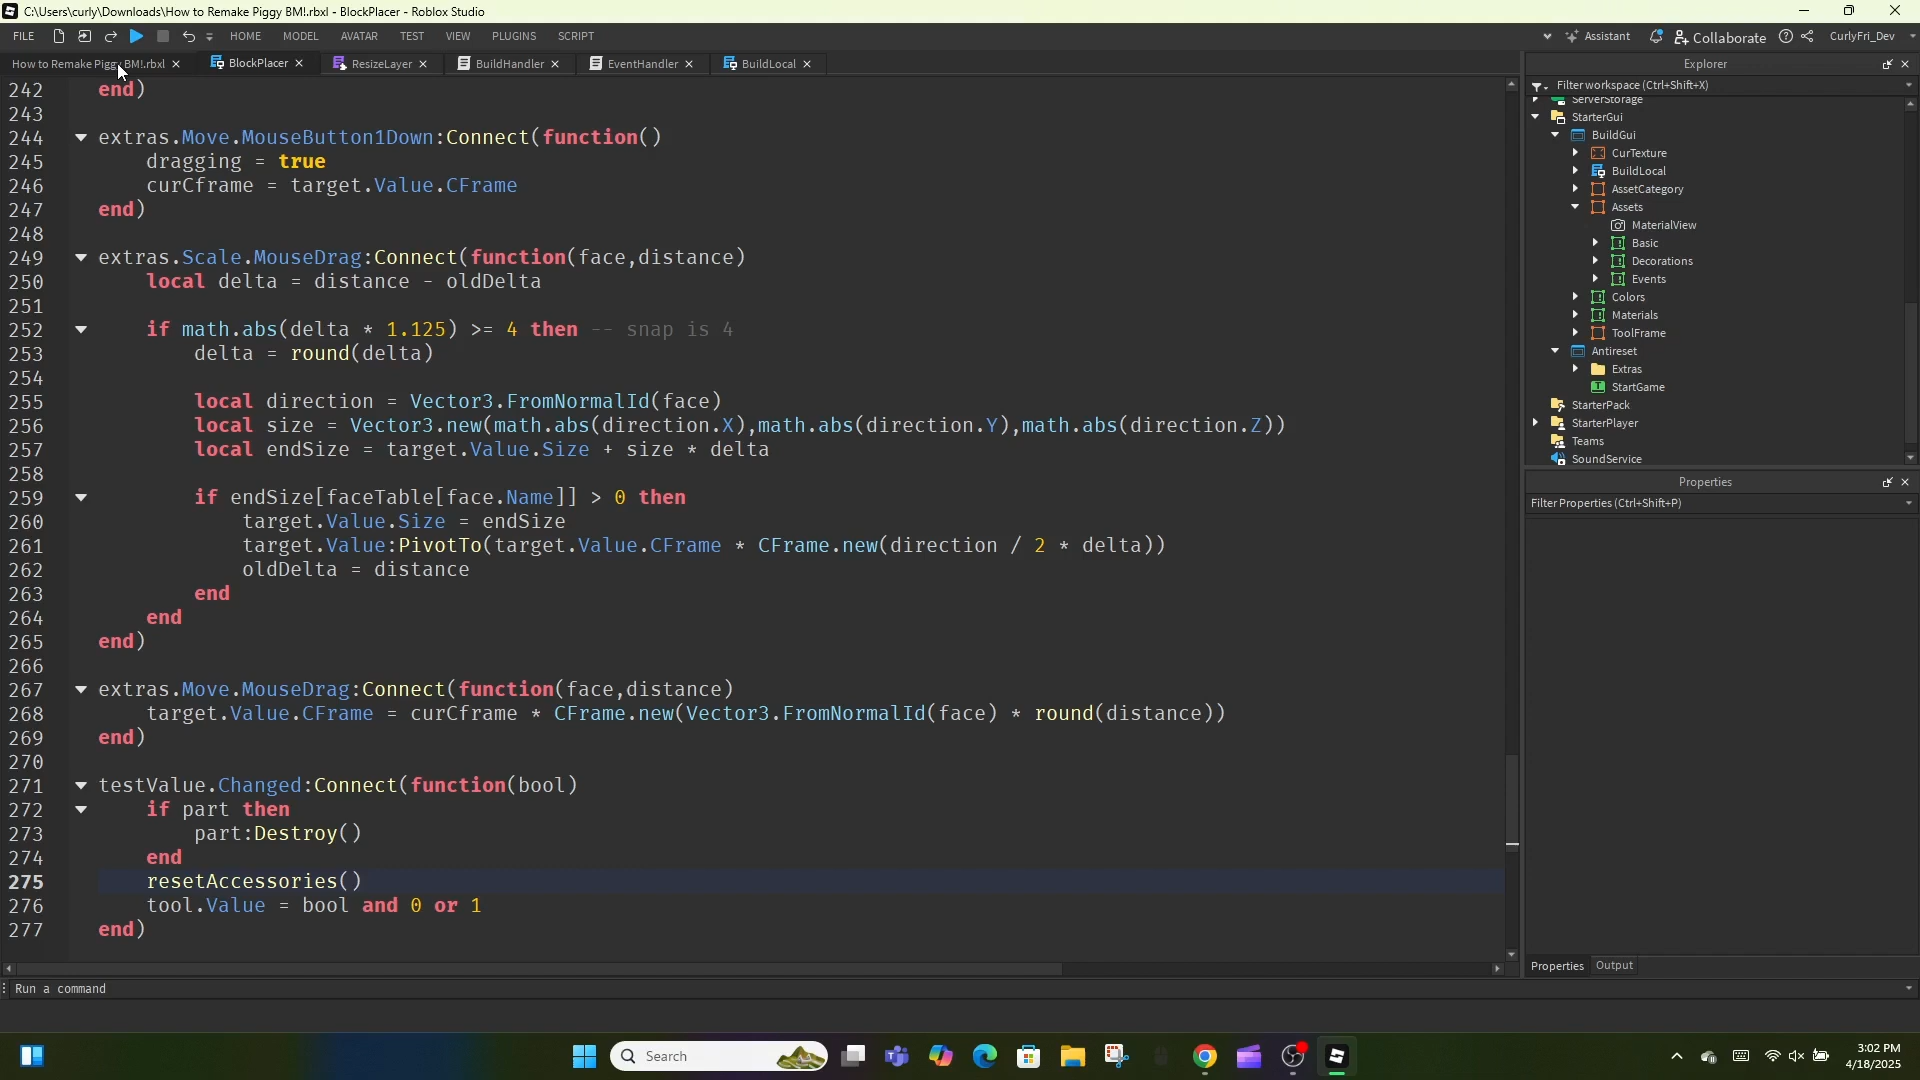 C:\Users\curly\Downloads\How to Remake Piggy BM!.rbxl - BlockPlacer - Roblox Studio
FILE HOME MODEL AVATAR TEST VIEW PLUGINS SCRIPT Assistant Collaborate CurlyFri_Dev
How to Remake Piggy BM!.rbxl BlockPlacer ResizeLayer BuildHandler EventHandler BuildLocal
242 end)
243
244 extras.Move.MouseButton1Down:Connect(function()
245 dragging = true
246 curCframe = target.Value.CFrame
247 end)
248
249 extras.Scale.MouseDrag:Connect(function(face,distance)
250 local delta = distance - oldDelta
251
252 if math.abs(delta * 1.125) >= 4 then -- snap is 4
253 delta = round(delta)
254
255 local direction = Vector3.FromNormalId(face)
256 local size = Vector3.new(math.abs(direction.X),math.abs(direction.Y),math.abs(direction.Z))
257 local endSize = target.Value.Size + size * delta
258
259 if endSize[faceTable[face.Name]] > 0 then
260 target.Value.Size = endSize
261 target.Value:PivotTo(target.Value.CFrame * CFrame.new(direction / 2 * delta))
262 oldDelta = distance
263 end
264 end
265 end)
266
267 extras.Move.MouseDrag:Connect(function(face,distance)
268 target.Value.CFrame = curCframe * CFrame.new(Vector3.FromNormalId(face) * round(distance))
269 end)
270
271 testValue.Changed:Connect(function(bool)
272 if part then
273 part:Destroy()
274 end
275 resetAccessories()
276 tool.Value = bool and 0 or 1
277 end)
Run a command
Explorer
Filter workspace (Ctrl+Shift+X)
ServerStorage
StarterGui
BuildGui
CurTexture
BuildLocal
AssetCategory
Assets
MaterialView
Basic
Decorations
Events
Colors
Materials
ToolFrame
Antireset
Extras
StartGame
StarterPack
StarterPlayer
Teams
SoundService
Properties
Filter Properties (Ctrl+Shift+P)
Properties Output
Search
3:02 PM
4/18/2025